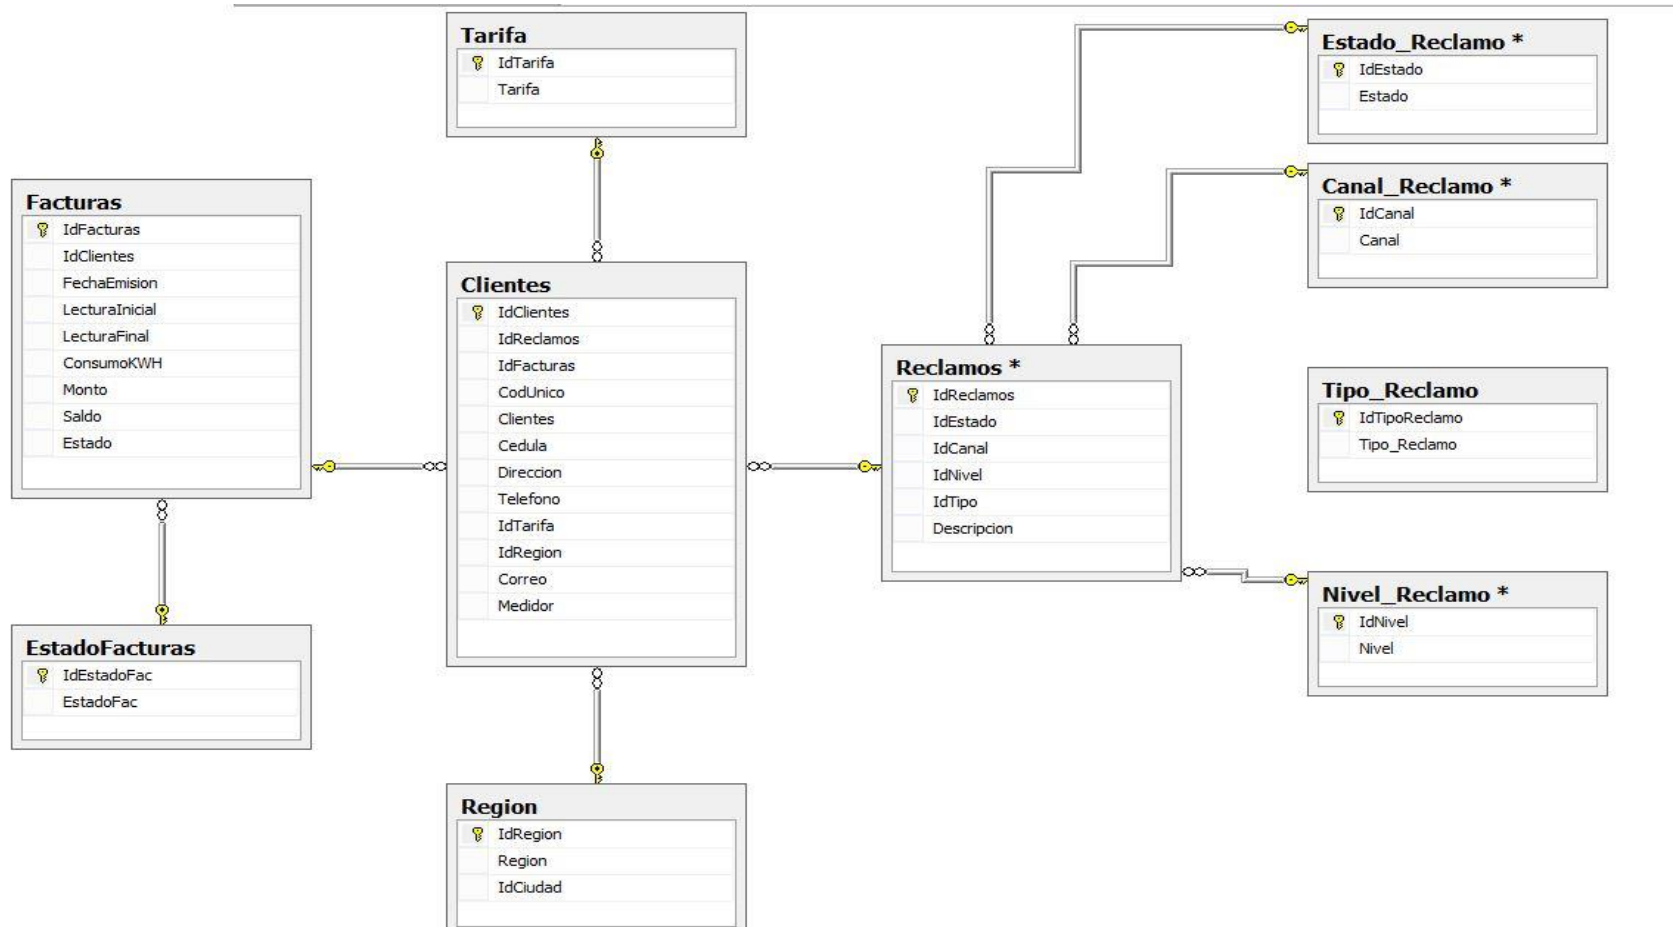 Tarifa
IdTarifa
Tarifa
Estado_Reclamo *
IdEstado
Estado
Canal_Reclamo *
IdCanal
Canal
Facturas
IdFacturas
IdClientes
FechaEmision
LecturaInicial
LecturaFinal
ConsumoKWH
Monto
Saldo
Estado
Clientes
IdClientes
IdReclamos
IdFacturas
CodUnico
Clientes
Cedula
Direccion
Telefono
IdTarifa
IdRegion
Correo
Medidor
Reclamos *
IdReclamos
IdEstado
IdCanal
IdNivel
IdTipo
Descripcion
Tipo_Reclamo
IdTipoReclamo
Tipo_Reclamo
Nivel_Reclamo *
IdNivel
Nivel
EstadoFacturas
IdEstadoFac
EstadoFac
Region
IdRegion
Region
IdCiudad